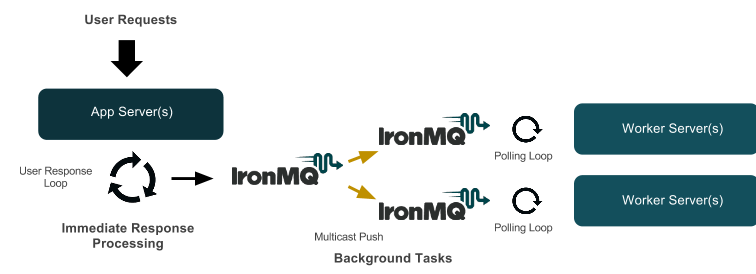 User Requests
App Server(s)
User Response
Loop
Immediate Response
Processing
IronMQ
Multicast Push
IronMQ
Polling Loop
Worker Server(s)
IronMQ
Polling Loop
Worker Server(s)
Background Tasks